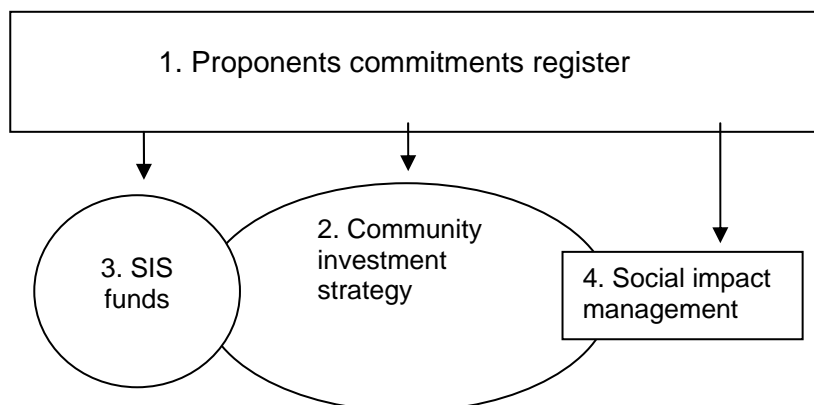 1. Proponents commitments register
2. Community
investment
strategy
3. SIS
funds
4. Social impact
management